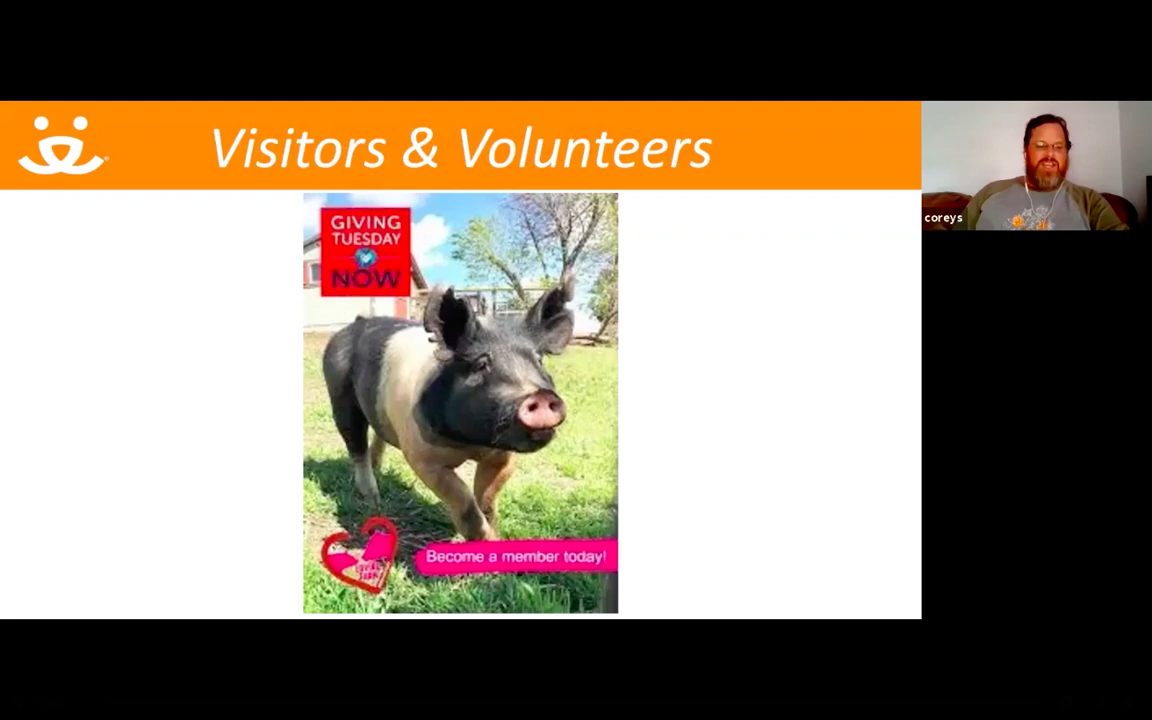 Visitors & Volunteers
coreys
GIVING
TUESDAY
NOW
Become a member today!